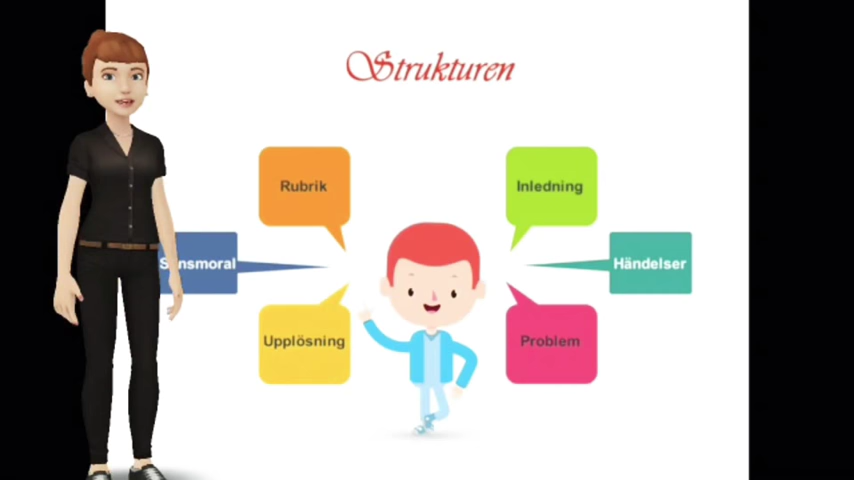 Strukturen
Rubrik
Inledning
Händelser
Problem
Upplösning